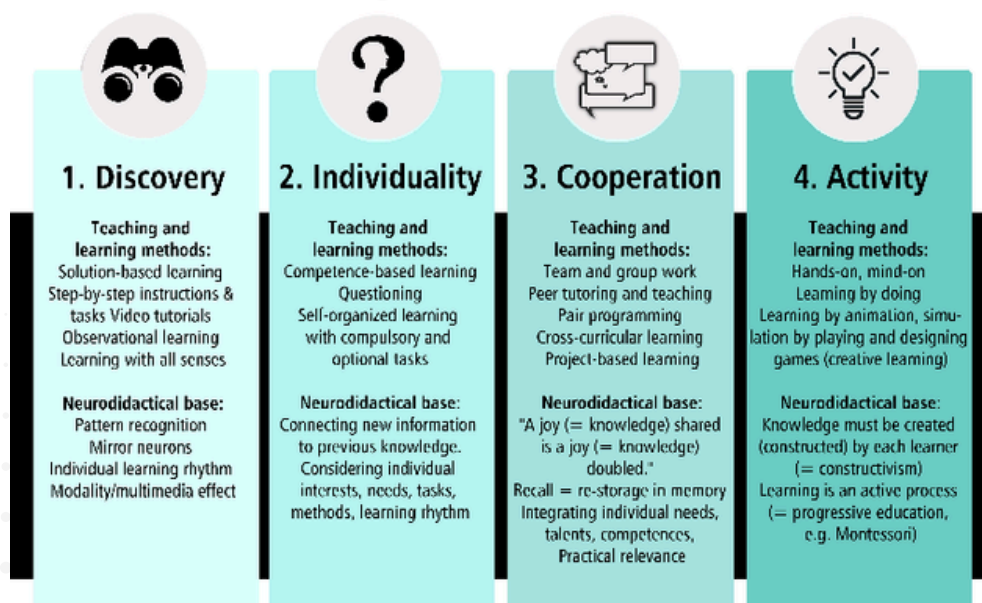 1. Discovery
Teaching and
learning methods:
Solution-based learning
Step-by-step instructions &
tasks Video tutorials
Observational learning
Learning with all senses
Neurodidactical base:
Pattern recognition
Mirror neurons
Individual learning rhythm
Modality/multimedia effect
2. Individuality
Teaching and
learning methods:
Competence-based learning
Questioning
Self-organized learning
with compulsory and
optional tasks
Neurodidactical base:
Connecting new information
to previous knowledge.
Considering individual
interests, needs, tasks,
methods, learning rhythm
3. Cooperation
Teaching and
learning methods:
Team and group work
Peer tutoring and teaching
Pair programming
Cross-curricular learning
Project-based learning
Neurodidactical base:
"A joy (= knowledge) shared
is a joy (= knowledge)
doubled."
Recall = re-storage in memory
Integrating individual needs,
talents, competences,
Practical relevance
4. Activity
Teaching and
learning methods:
Hands-on, mind-on
Learning by doing
Learning by animation, simu-
lation by playing and designing
games (creative learning)
Neurodidactical base:
Knowledge must be created
(constructed) by each learner
(= constructivism)
Learning is an active process
(= progressive education,
e.g. Montessori)